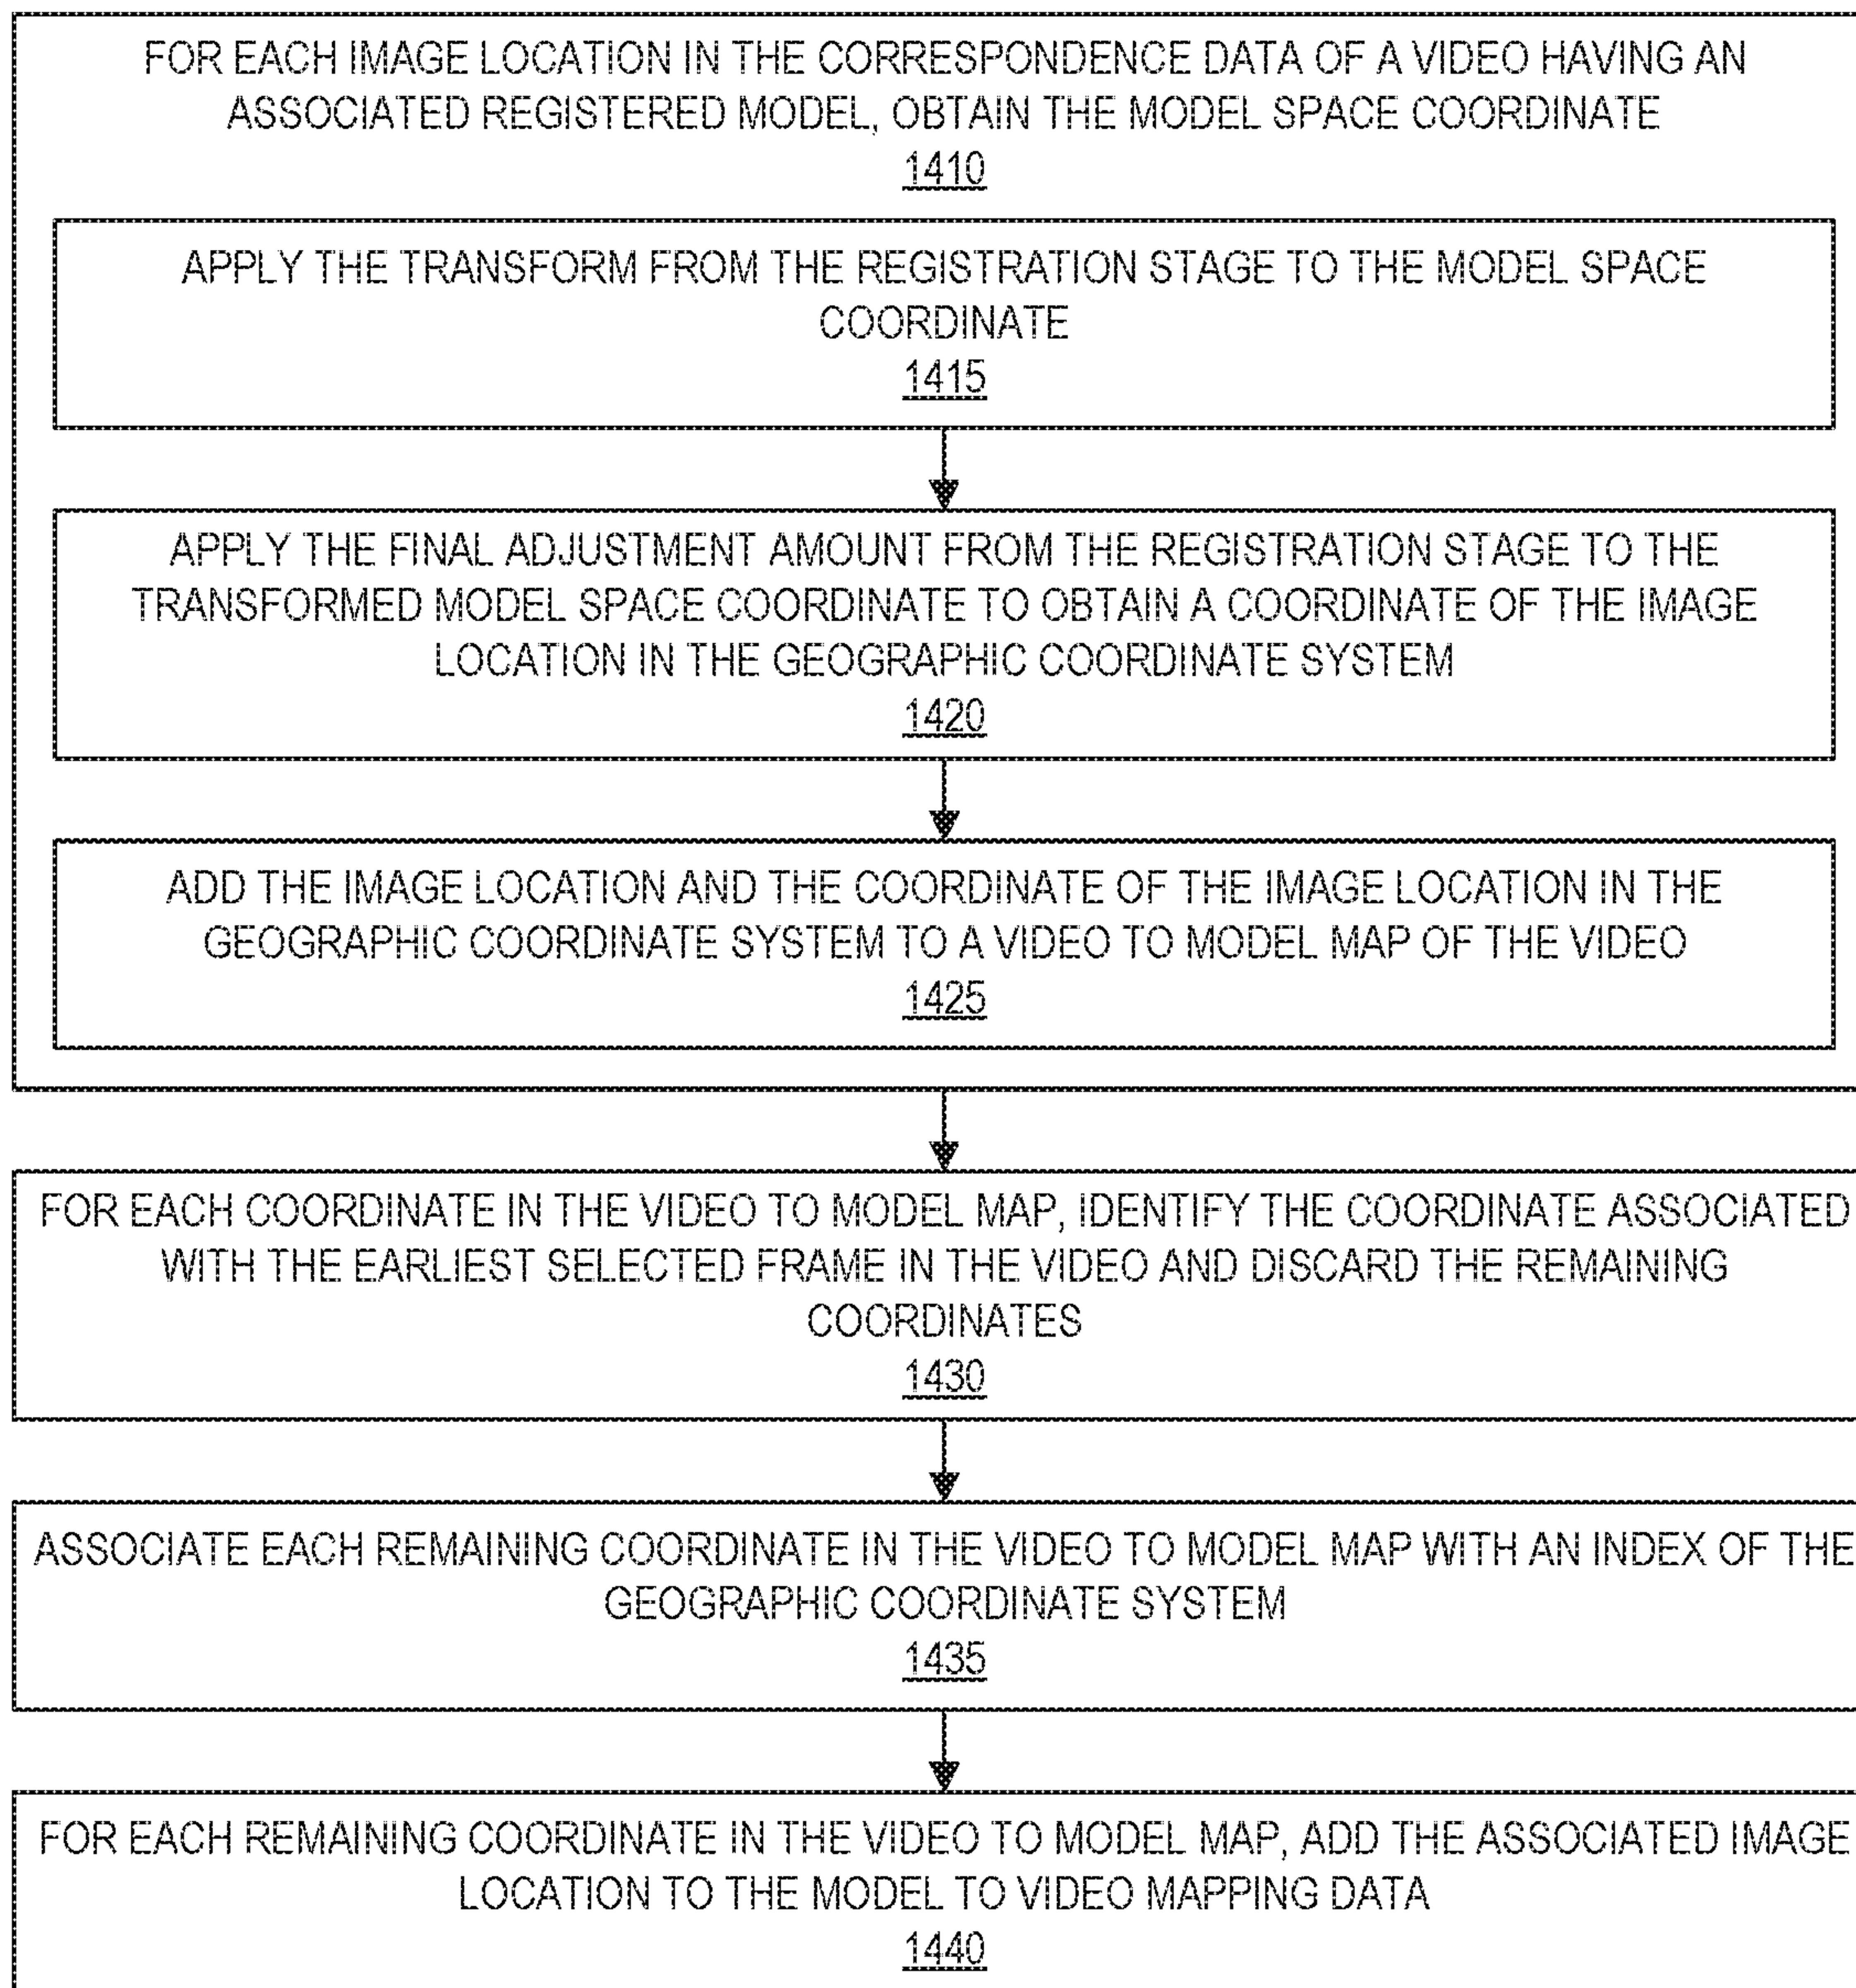 FOR EACH IMAGE LOCATION IN THE CORRESPONDENCE DATA OF A VIDEO HAVING AN
ASSOCIATED REGISTERED MODEL, OBTAIN THE MODEL SPACE COORDINATE
1410
APPLY THE TRANSFORM FROM THE REGISTRATION STAGE TO THE MODEL SPACE
COORDINATE
1415
APPLY THE FINAL ADJUSTMENT AMOUNT FROM THE REGISTRATION STAGE TO THE
TRANSFORMED MODEL SPACE COORDINATE TO OBTAIN A COORDINATE OF THE IMAGE
LOCATION IN THE GEOGRAPHIC COORDINATE SYSTEM
1420
ADD THE IMAGE LOCATION AND THE COORDINATE OF THE IMAGE LOCATION IN THE
GEOGRAPHIC COORDINATE SYSTEM TO A VIDEO TO MODEL MAP OF THE VIDEO
1425
FOR EACH COORDINATE IN THE VIDEO TO MODEL MAP, IDENTIFY THE COORDINATE ASSOCIATED
WITH THE EARLIEST SELECTED FRAME IN THE VIDEO AND DISCARD THE REMAINING
COORDINATES
1430
ASSOCIATE EACH REMAINING COORDINATE IN THE VIDEO TO MODEL MAP WITH AN INDEX OF THE
GEOGRAPHIC COORDINATE SYSTEM
1435
FOR EACH REMAINING COORDINATE IN THE VIDEO TO MODEL MAP, ADD THE ASSOCIATED IMAGE
LOCATION TO THE MODEL TO VIDEO MAPPING DATA
1440